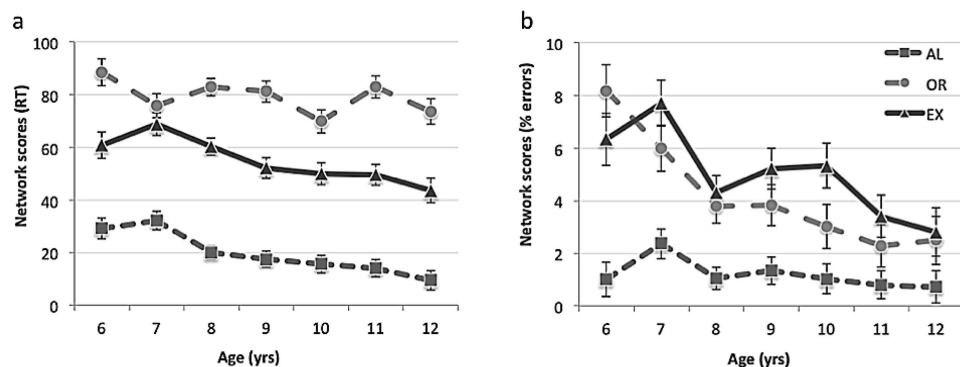 a
Network scores (RT)
100
80
60
40
20
0
6 7 8 9 10 11 12
Age (yrs)
b
Network scores (% errors)
10
8
6
4
2
0
6 7 8 9 10 11 12
Age (yrs)
AL
OR
EX